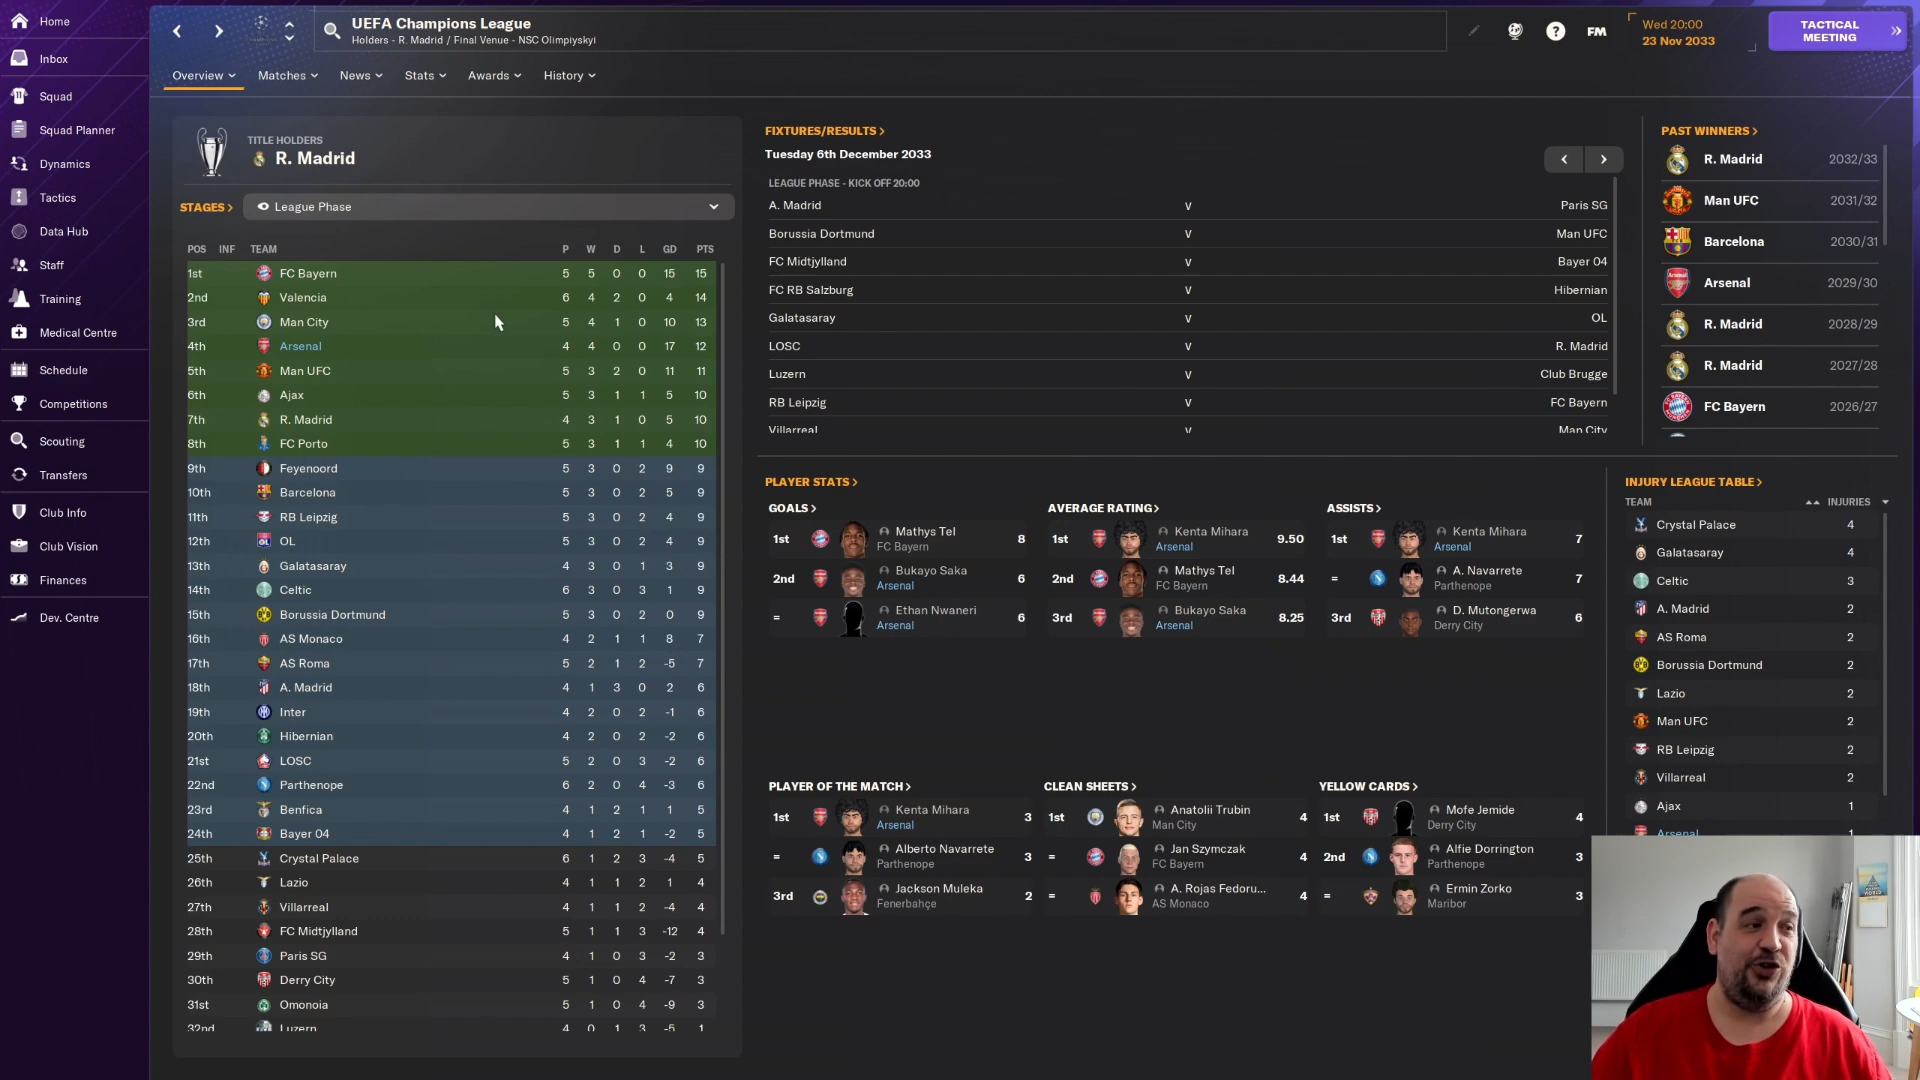 Home
Inbox
Squad
Squad Planner
Dynamics
Tactics
Data Hub
Staff
Training
Medical Centre
Schedule
Competitions
Scouting
Transfers
Club Info
Club Vision
Finances
Dev. Centre
UEFA Champions League
Holders - R. Madrid / Final Venue - NSC Olimpiyskyi
FM
Wed 20:00
23 Nov 2033
TACTICAL
MEETING
Overview
Matches
News
Stats
Awards
History
TITLE HOLDERS
R. Madrid
STAGES
League Phase
POS INF TEAM P W D L GD PTS
1st FC Bayern 5 5 0 0 15 15
2nd Valencia 6 4 2 0 4 14
3rd Man City 5 4 1 0 10 13
4th Arsenal 4 4 0 0 17 12
5th Man UFC 5 3 2 0 11 11
6th Ajax 5 3 1 1 5 10
7th R. Madrid 4 3 1 0 5 10
8th FC Porto 5 3 1 1 4 10
9th Feyenoord 5 3 0 2 9 9
10th Barcelona 5 3 0 2 5 9
11th RB Leipzig 5 3 0 2 4 9
12th OL 5 3 0 2 4 9
13th Galatasaray 4 3 0 1 3 9
14th Celtic 6 3 0 3 1 9
15th Borussia Dortmund 5 3 0 2 0 9
16th AS Monaco 4 2 1 1 8 7
17th AS Roma 5 2 1 2 -5 7
18th A. Madrid 4 1 3 0 2 6
19th Inter 4 2 0 2 -1 6
20th Hibernian 4 2 0 2 -2 6
21st LOSC 5 2 0 3 -2 6
22nd Parthenope 6 2 0 4 -3 6
23rd Benfica 4 1 2 1 1 5
24th Bayer 04 4 1 2 1 -2 5
25th Crystal Palace 6 1 2 3 -4 5
26th Lazio 4 1 1 2 1 4
27th Villarreal 4 1 1 2 -4 4
28th FC Midtjylland 5 1 1 3 -12 4
29th Paris SG 4 1 0 3 -2 3
30th Derry City 5 1 0 4 -7 3
31st Omonoia 5 1 0 4 -9 3
32nd Luzern 4 0 1 3 -5 1
FIXTURES/RESULTS
Tuesday 6th December 2033
LEAGUE PHASE - KICK OFF 20:00
A. Madrid v Paris SG
Borussia Dortmund v Man UFC
FC Midtjylland v Bayer 04
FC RB Salzburg v Hibernian
Galatasaray v OL
LOSC v R. Madrid
Luzern v Club Brugge
RB Leipzig v FC Bayern
Villarreal v Man City
PAST WINNERS
R. Madrid 2032/33
Man UFC 2031/32
Barcelona 2030/31
Arsenal 2029/30
R. Madrid 2028/29
R. Madrid 2027/28
FC Bayern 2026/27
PLAYER STATS
GOALS
1st Mathys Tel 8
FC Bayern
2nd Bukayo Saka 6
Arsenal
= Ethan Nwaneri 6
Arsenal
AVERAGE RATING
1st Kenta Mihara 9.50
Arsenal
2nd Mathys Tel 8.44
FC Bayern
3rd Bukayo Saka 8.25
Arsenal
ASSISTS
1st Kenta Mihara 7
Arsenal
= A. Navarrete 7
Parthenope
3rd D. Mutongerwa 6
Derry City
PLAYER OF THE MATCH
1st Kenta Mihara 3
Arsenal
= Alberto Navarrete 3
Parthenope
3rd Jackson Muleka 2
Fenerbahçe
CLEAN SHEETS
1st Anatolii Trubin 4
Man City
= Jan Szymczak 4
FC Bayern
= A. Rojas Fedoru... 4
AS Monaco
YELLOW CARDS
1st Mofe Jemide 4
Derry City
2nd Alfie Dorrington 3
Parthenope
= Ermin Zorko 3
Maribor
INJURY LEAGUE TABLE
TEAM INJURIES
Crystal Palace 4
Galatasaray 4
Celtic 3
A. Madrid 2
AS Roma 2
Borussia Dortmund 2
Lazio 2
Man UFC 2
RB Leipzig 2
Villarreal 2
Ajax 1
Arsenal 1